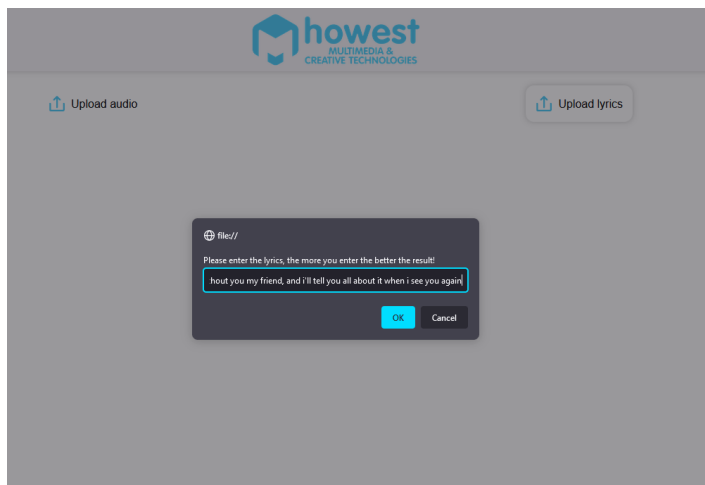 howest
MULTIMEDIA &
CREATIVE TECHNOLOGIES
Upload audio
Upload lyrics
file://
Please enter the lyrics, the more you enter the better the result!
hout you my friend, and i'll tell you all about it when i see you again
OK
Cancel